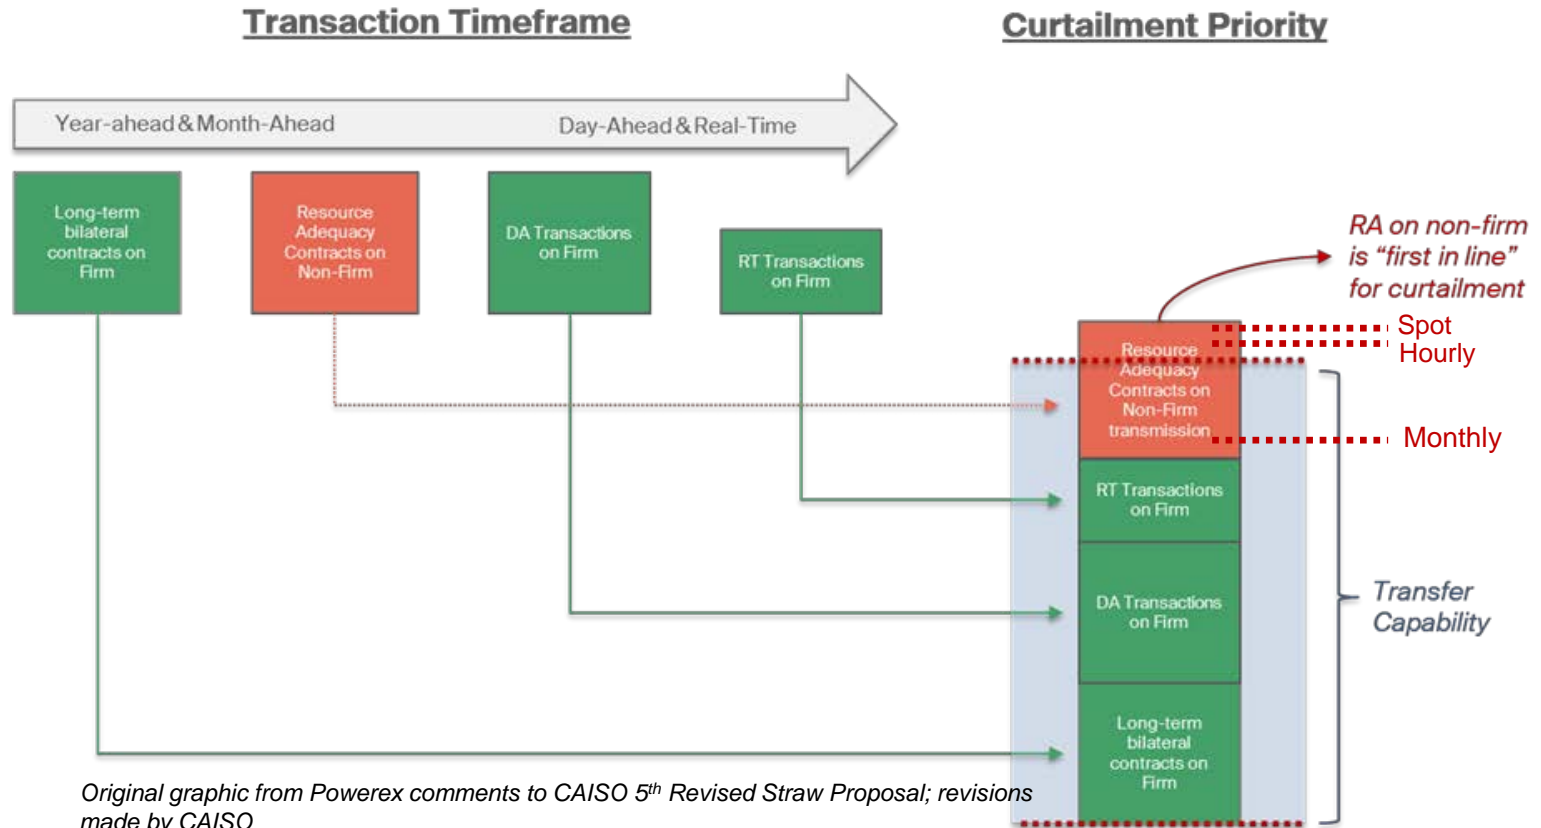 Transaction Timeframe
Curtailment Priority
Year-ahead & Month-Ahead
Day-Ahead & Real-Time
Long-term
bilateral
contracts on
Firm
Resource
Adequacy
Contracts on
Non-Firm
DA Transactions
on Firm
RT Transactions
on Firm
RA on non-firm
is “first in line”
for curtailment
Spot
Hourly
Resource
Adequacy
Contracts on
Non-Firm
transmission
Monthly
RT Transactions
on Firm
DA Transactions
on Firm
Transfer
Capability
Long-term
bilateral
contracts on
Firm
Original graphic from Powerex comments to CAISO 5th Revised Straw Proposal; revisions
made by CAISO